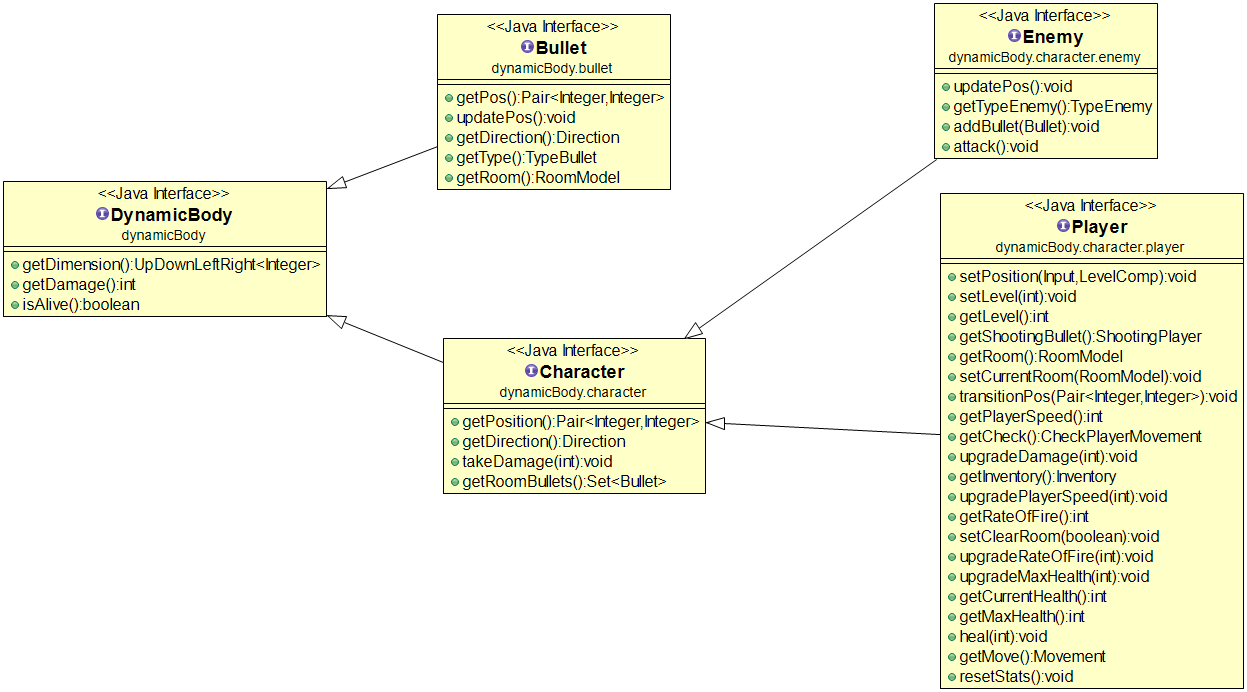 <<Java Interface>>
Bullet
dynamicBody.bullet
getPos():Pair<Integer,Integer>
updatePos():void
getDirection():Direction
getType():TypeBullet
getRoom():RoomModel
<<Java Interface>>
Enemy
dynamicBody.character.enemy
updatePos():void
getTypeEnemy():TypeEnemy
addBullet(Bullet):void
attack():void
<<Java Interface>>
DynamicBody
dynamicBody
getDimension():UpDownLeftRight<Integer>
getDamage():int
isAlive():boolean
<<Java Interface>>
Player
dynamicBody.character.player
setPosition(Input,LevelComp):void
setLevel(int):void
getLevel():int
getShootingBullet():ShootingPlayer
getRoom():RoomModel
setCurrentRoom(RoomModel):void
transitionPos(Pair<Integer,Integer>):void
getPlayerSpeed():int
getCheck():CheckPlayerMovement
upgradeDamage(int):void
getInventory():Inventory
upgradePlayerSpeed(int):void
getRateOfFire():int
setClearRoom(boolean):void
upgradeRateOfFire(int):void
upgradeMaxHealth(int):void
getCurrentHealth():int
getMaxHealth():int
heal(int):void
getMove():Movement
resetStats():void
<<Java Interface>>
Character
dynamicBody.character
getPosition():Pair<Integer,Integer>
getDirection():Direction
takeDamage(int):void
getRoomBullets():Set<Bullet>